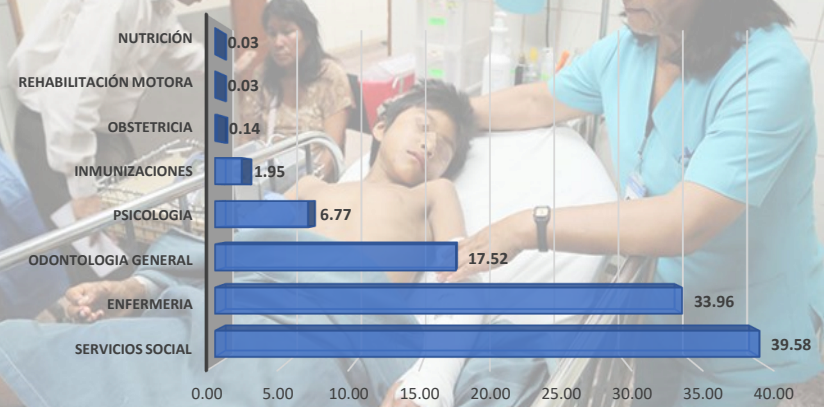 NUTRICIÓN 0.03
REHABILITACIÓN MOTORA 0.03
OBSTETRICIA 0.14
INMUNIZACIONES 1.95
PSICOLOGIA 6.77
ODONTOLOGIA GENERAL 17.52
ENFERMERIA 33.96
SERVICIOS SOCIAL 39.58
0.00 5.00 10.00 15.00 20.00 25.00 30.00 35.00 40.00